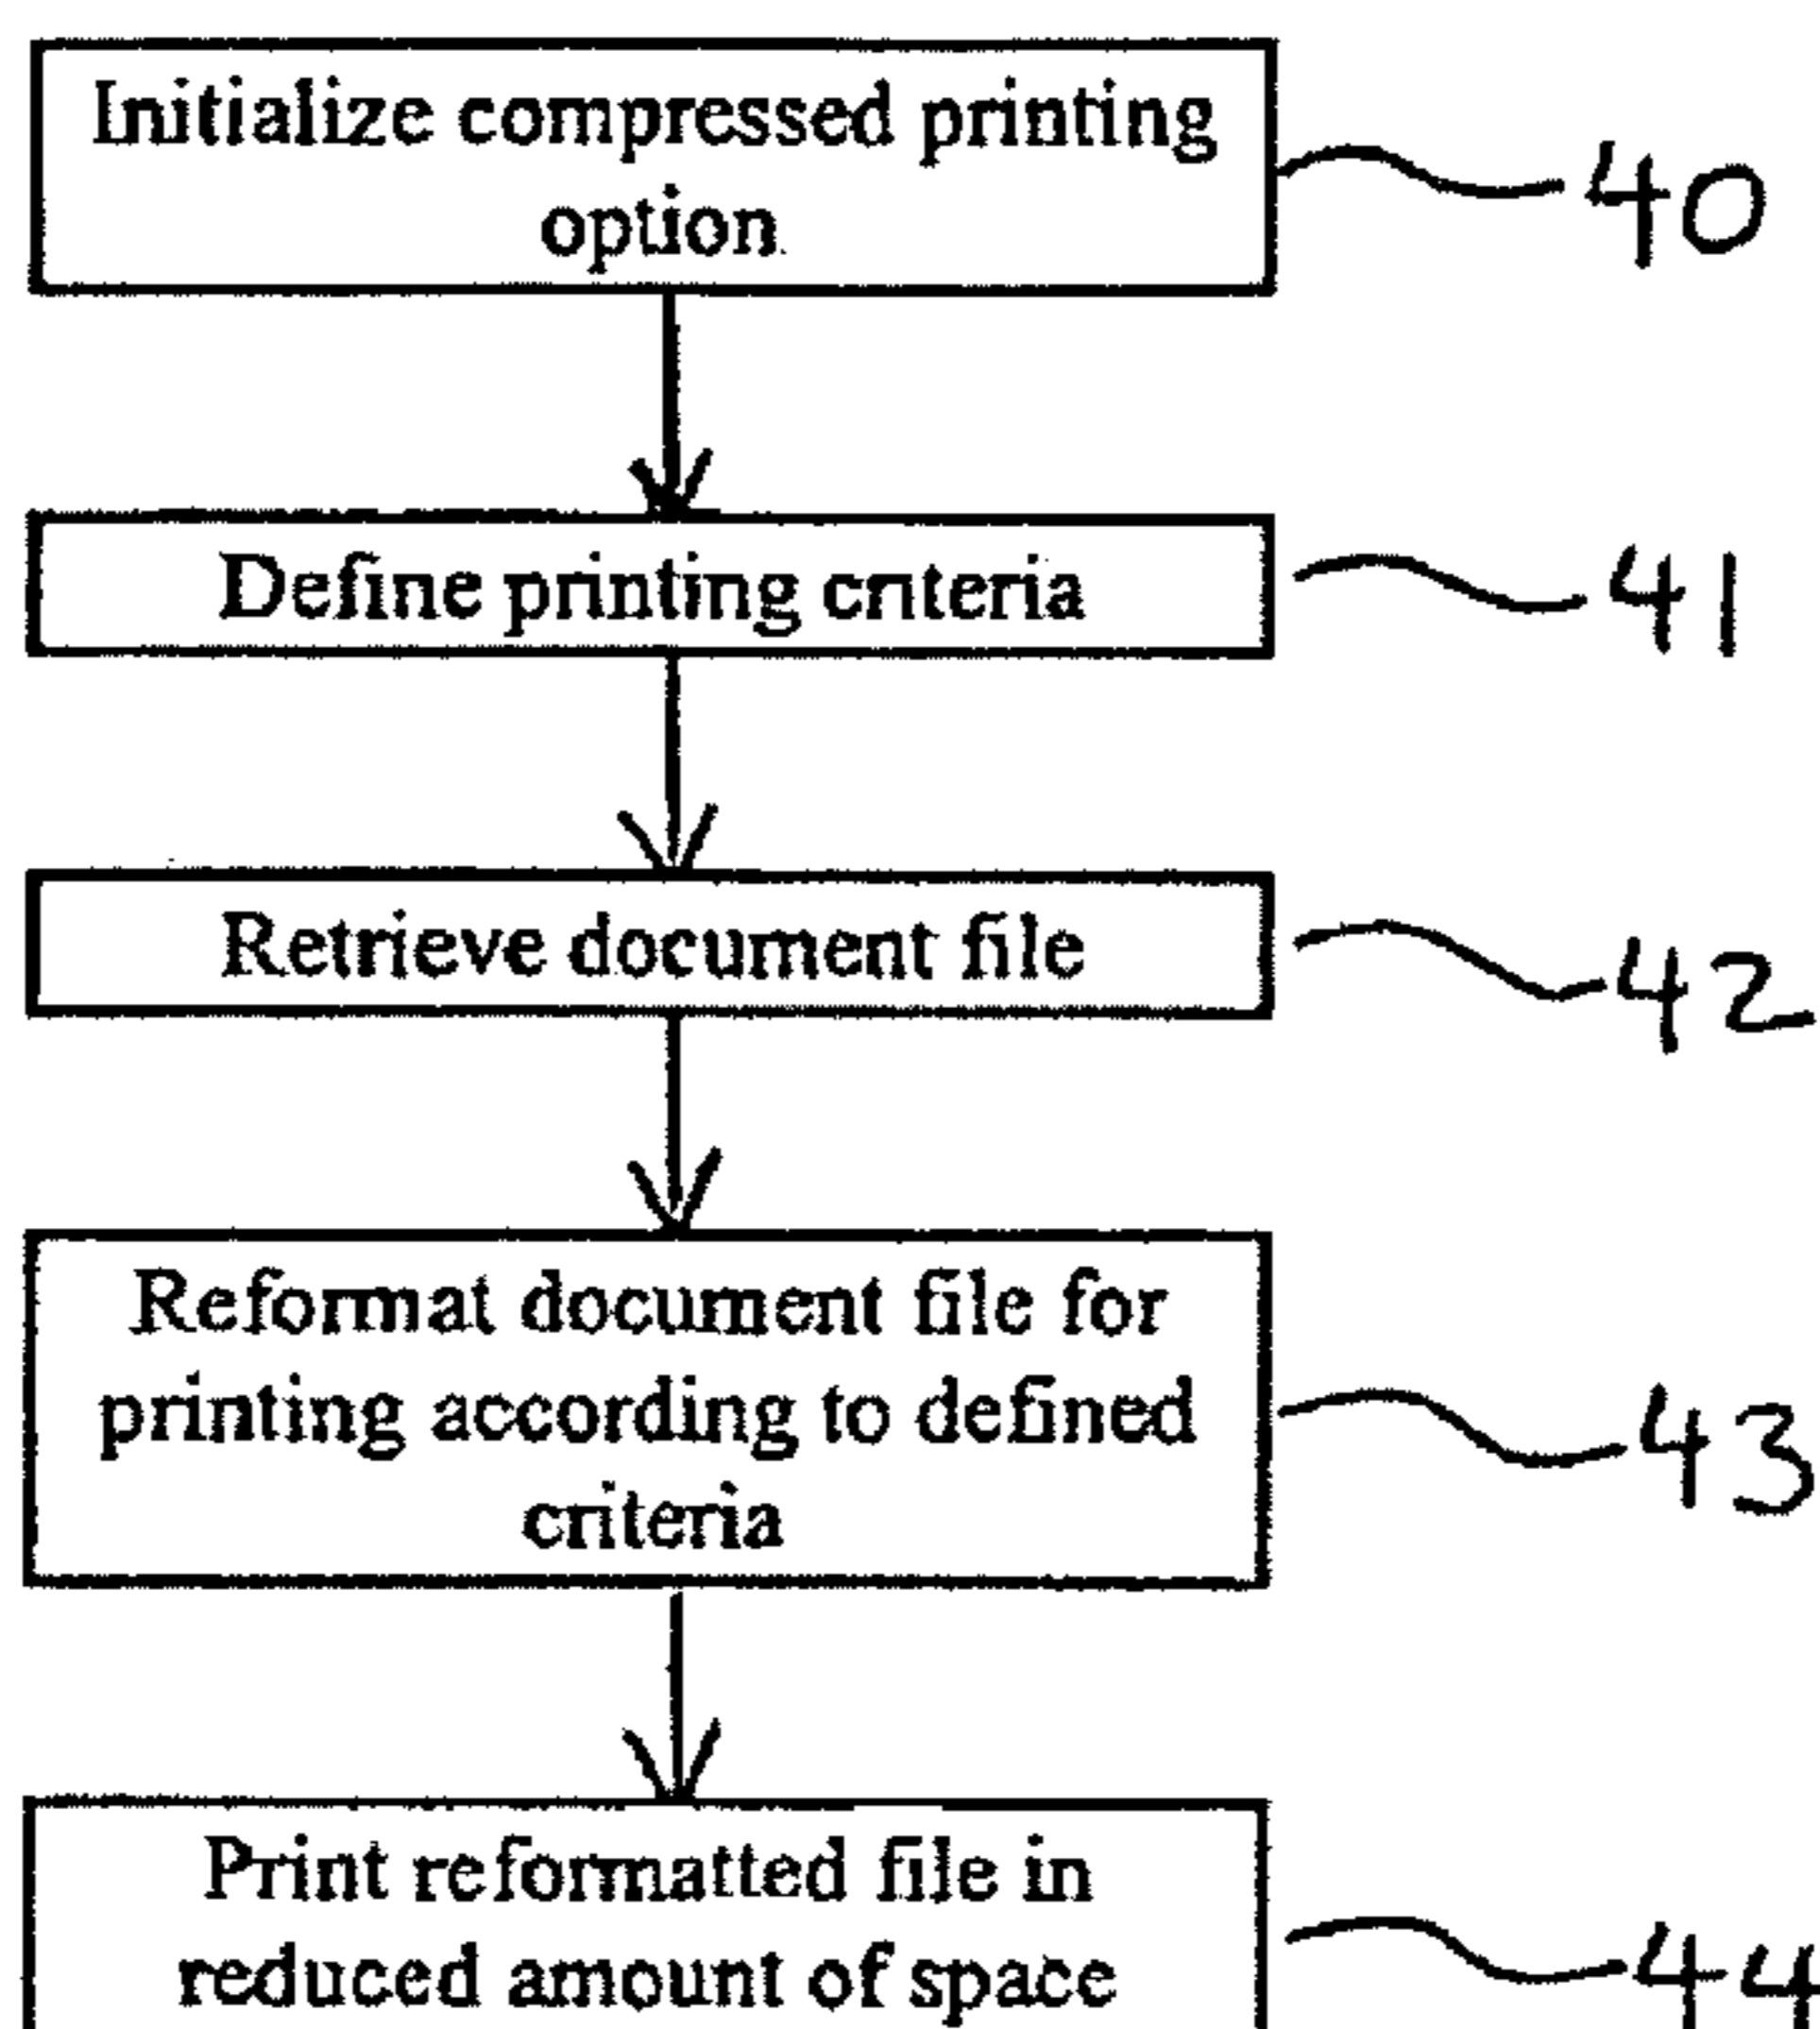 Initialize compressed printing
option
40
Define printing criteria
41
Retrieve document file
42
Reformat document file for
printing according to defined
criteria
43
Print reformatted file in
reduced amount of space
44